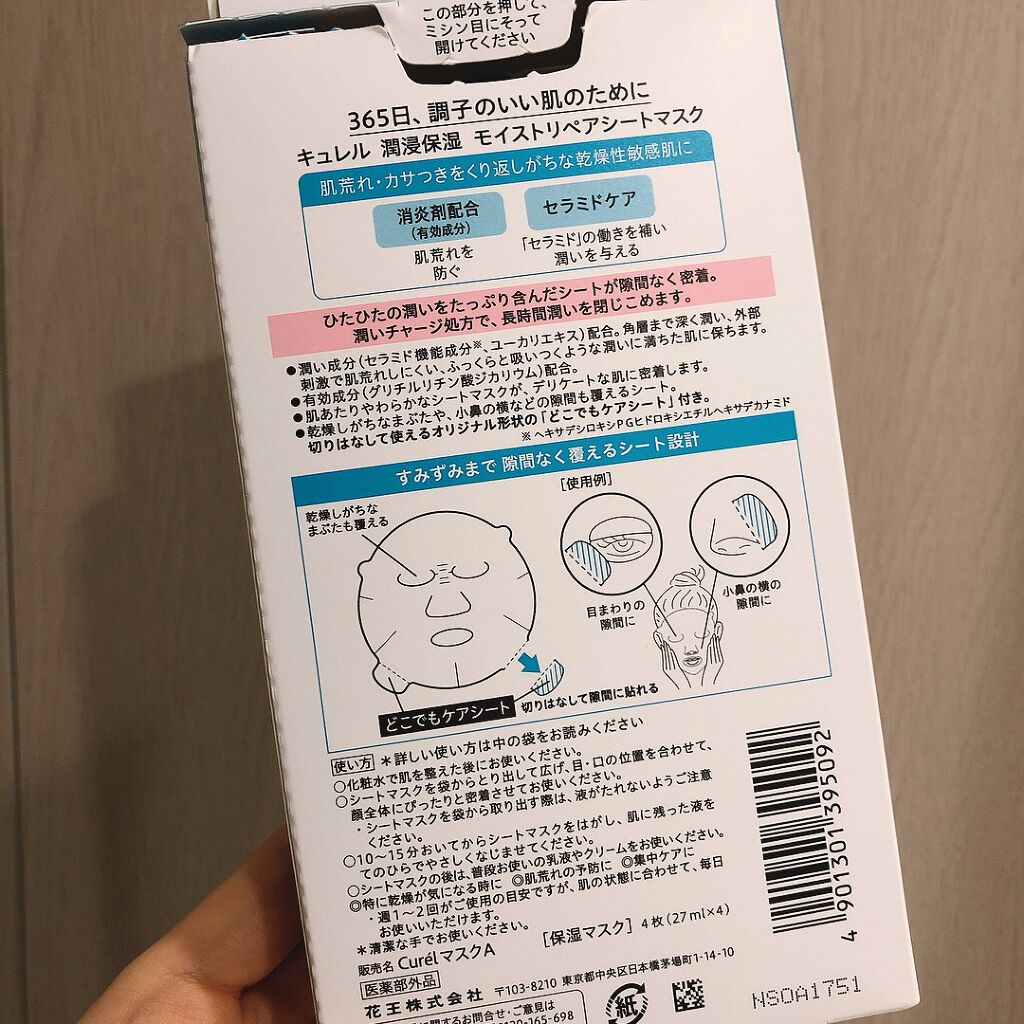 この部分を押して、
ミシン目にそって
開けてください
365日、調子のいい肌のために
キュレル 潤浸保湿 モイストリペアシートマスク
肌荒れ・カサつきをくり返しがちな乾燥性敏感肌に
消炎剤配合
(有効成分)
セラミドケア
肌荒れを
防ぐ
「セラミド」の働きを補い
潤いを与える
ひたひたの潤いをたっぷり含んだシートが隙間なく密着。
潤いチャージ処方で、長時間潤いを閉じこめます。
●潤い成分(セラミド機能成分※、ユーカリエキス)配合。角層まで深く潤い、外部
刺激で肌荒れしにくい、ふっくらと吸いつくような潤いに満ちた肌に保ちます。
●有効成分(グリチルリチン酸ジカリウム)配合。
●肌あたりやわらかなシートマスクが、デリケートな肌に密着します。
●乾燥しがちなまぶたや、小鼻の横などの隙間も覆えるシート。
切りはなして使えるオリジナル形状の「どこでもケアシート」付き。
※ヘキサデシロキシPGヒドロキシエチルヘキサデカナミド
すみずみまで 隙間なく覆えるシート設計
乾燥しがちな
まぶたも覆える
[使用例]
目まわりの
隙間に
小鼻の横の
隙間に
どこでもケアシート 切りはなして隙間に貼れる
使い方 *詳しい使い方は中の袋をお読みください
○化粧水で肌を整えた後にお使いください。
○シートマスクを袋からとり出して広げ、目・口の位置を合わせて、
顔全体にぴったりと密着させてお使いください。
・シートマスクを袋から取り出す際は、液がたれないようご注意
ください。
○10〜15分おいてからシートマスクをはがし、肌に残った液を
てのひらでやさしくなじませてください。
○シートマスクの後は、普段お使いの乳液やクリームをお使いください。
◎特に乾燥が気になる時に ◎肌荒れの予防に ◎集中ケアに
・週1〜2回がご使用の目安ですが、肌の状態に合わせて、毎日
お使いいただけます。
*清潔な手でお使いください。
[保湿マスク] 4枚(27ml×4)
販売名 CurélマスクA
医薬部外品
花王株式会社 〒103-8210 東京都中央区日本橋茅場町1-14-10
に関するお問合せ・ご意見は
0120-165-698
紙
4 901301 395092
NSOA1751